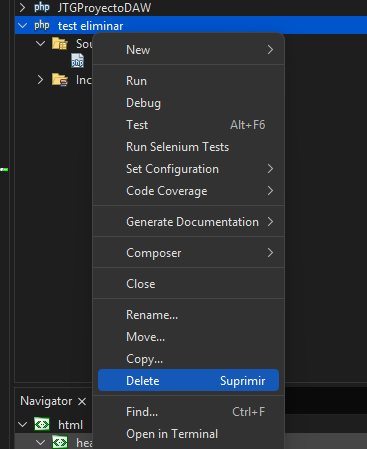 php JTGProyectoDAW
php test eliminar
Sou
php
Inc
New
Run
Debug
Test Alt+F6
Run Selenium Tests
Set Configuration
Code Coverage
Generate Documentation
Composer
Close
Rename...
Move...
Copy...
Delete Suprimir
Find... Ctrl+F
Open in Terminal
Navigator
html
hea